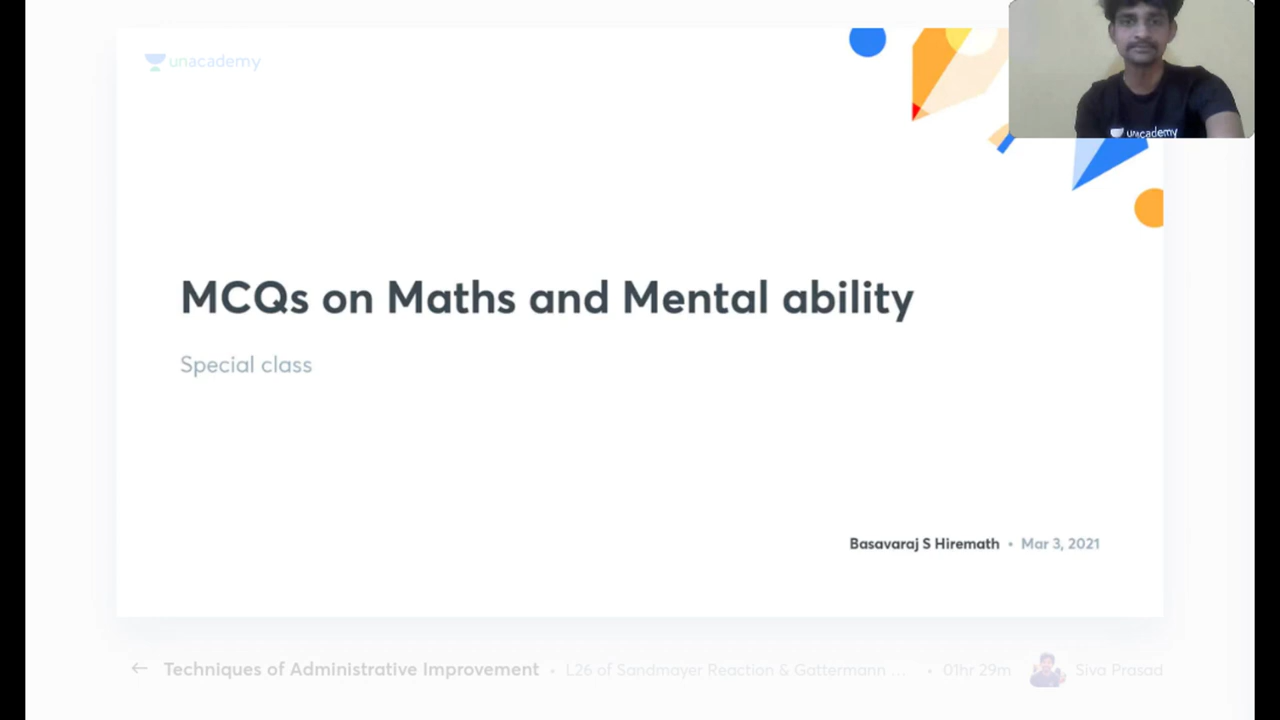 unacademy
unacademy
MCQs on Maths and Mental ability
Special class
Basavaraj S Hiremath • Mar 3, 2021
← Techniques of Administrative Improvement • L26 of Sandmayer Reaction & Gattermann ... • 01hr 29m Siva Prasad